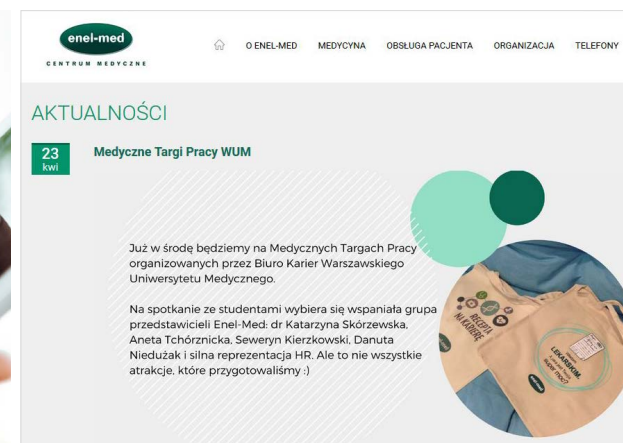 enel-med
CENTRUM MEDYCZNE
O ENEL-MED MEDYCYNA OBSŁUGA PACJENTA ORGANIZACJA TELEFONY
AKTUALNOŚCI
23
kwi
Medyczne Targi Pracy WUM
Już w środę będziemy na Medycznych Targach Pracy
organizowanych przez Biuro Karier Warszawskiego
Uniwersytetu Medycznego.
Na spotkanie ze studentami wybiera się wspaniała grupa
przedstawicieli Enel-Med: dr Katarzyna Skórzewska,
Aneta Tchórznicka, Seweryn Kierzkowski, Danuta
Niedużak i silna reprezentacja HR. Ale to nie wszystkie
atrakcje, które przygotowaliśmy :)
RECEPTA
NA KARIERĘ
LEKARSKIM,
super moc?